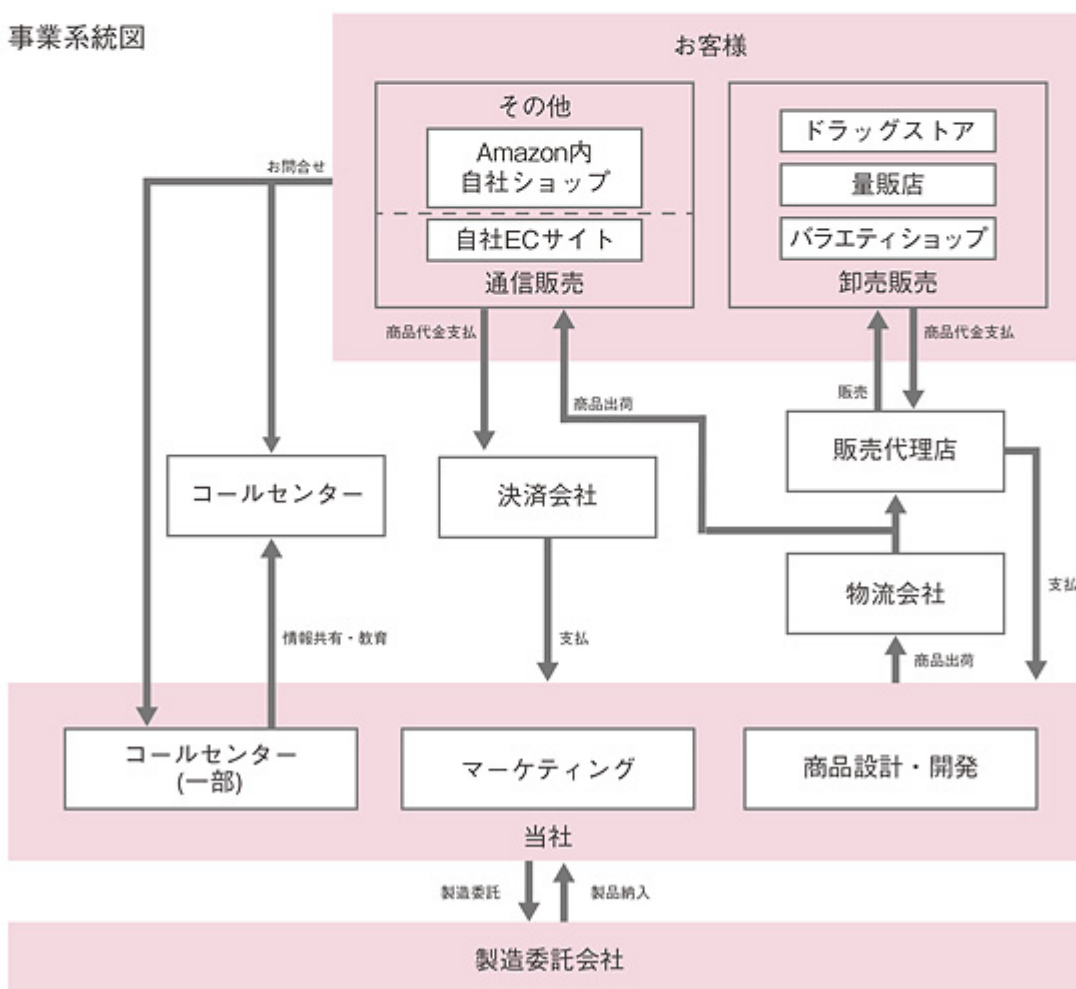 事業系統図
お客様
その他
Amazon内
自社ショップ
自社ECサイト
通信販売
ドラッグストア
量販店
バラエティショップ
卸売販売
お問合せ
商品代金支払
商品出荷
販売
商品代金支払
コールセンター
決済会社
販売代理店
物流会社
支払
情報共有・教育
支払
商品出荷
コールセンター
(一部)
マーケティング
商品設計・開発
当社
製造委託
製品納入
製造委託会社